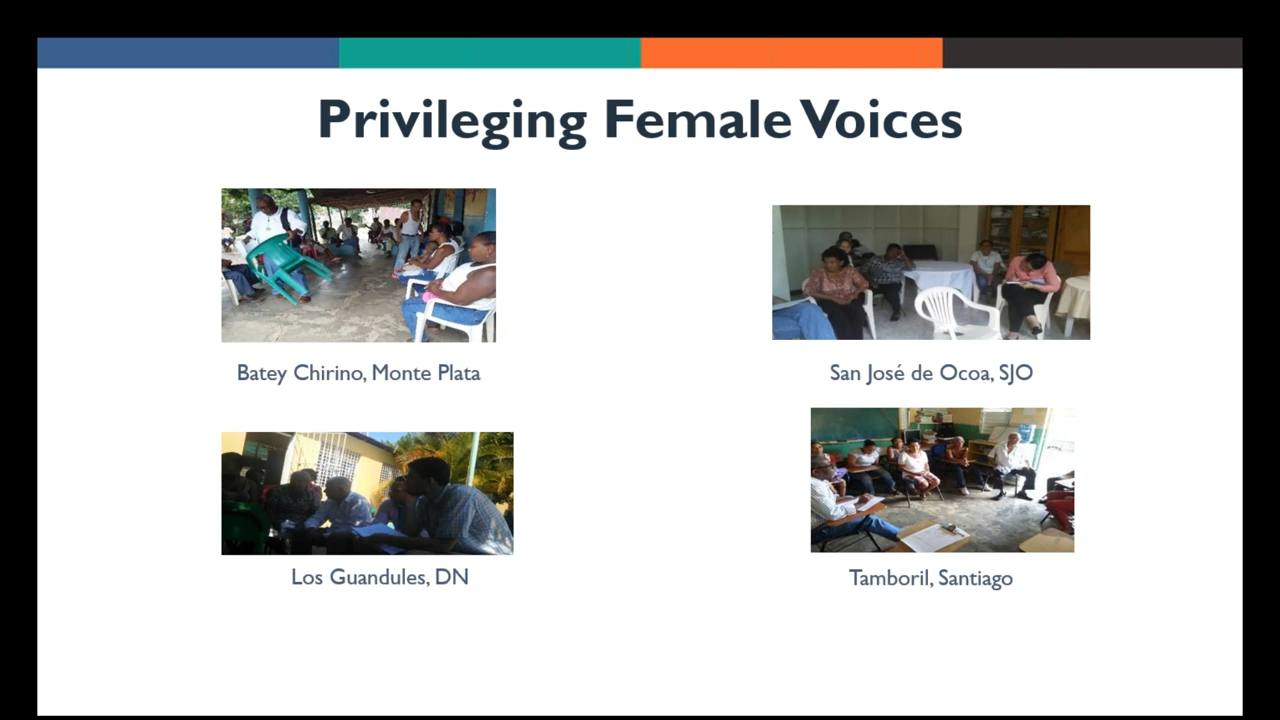 Privileging Female Voices
Batey Chirino, Monte Plata
San José de Ocoa, SJO
Los Guandules, DN
Tamboril, Santiago